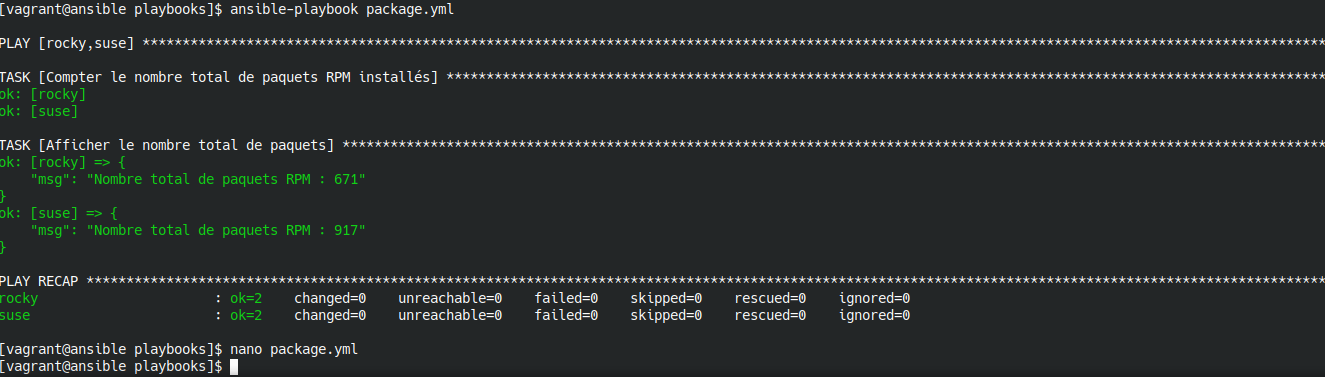 [vagrant@ansible playbooks]$ ansible-playbook package.yml
PLAY [rocky,suse] ****************************************************************************************************************************************************
TASK [Compter le nombre total de paquets RPM installés] **************************************************************************************************************
ok: [rocky]
ok: [suse]
TASK [Afficher le nombre total de paquets] ***************************************************************************************************************************
ok: [rocky] => {
    "msg": "Nombre total de paquets RPM : 671"
}
ok: [suse] => {
    "msg": "Nombre total de paquets RPM : 917"
}
PLAY RECAP ***********************************************************************************************************************************************************
rocky                      : ok=2    changed=0    unreachable=0    failed=0    skipped=0    rescued=0    ignored=0
suse                       : ok=2    changed=0    unreachable=0    failed=0    skipped=0    rescued=0    ignored=0
[vagrant@ansible playbooks]$ nano package.yml
[vagrant@ansible playbooks]$